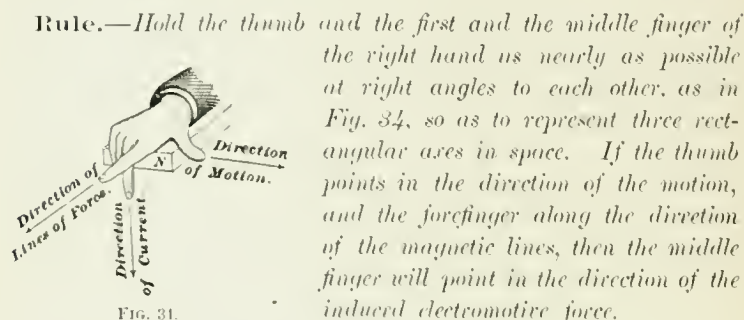 Rule.—Hold the thumb and the first and the middle finger of
the right hand as nearly as possible
at right angles to each other, as in
Fig. 34, so as to represent three rect-
angular axes in space. If the thumb
points in the direction of the motion,
and the forefinger along the direction
of the magnetic lines, then the middle
finger will point in the direction of the
induced electromotive force.
Direction of
Lines of Force.
N
Direction
of Motion.
Direction
of Current
FIG. 31.